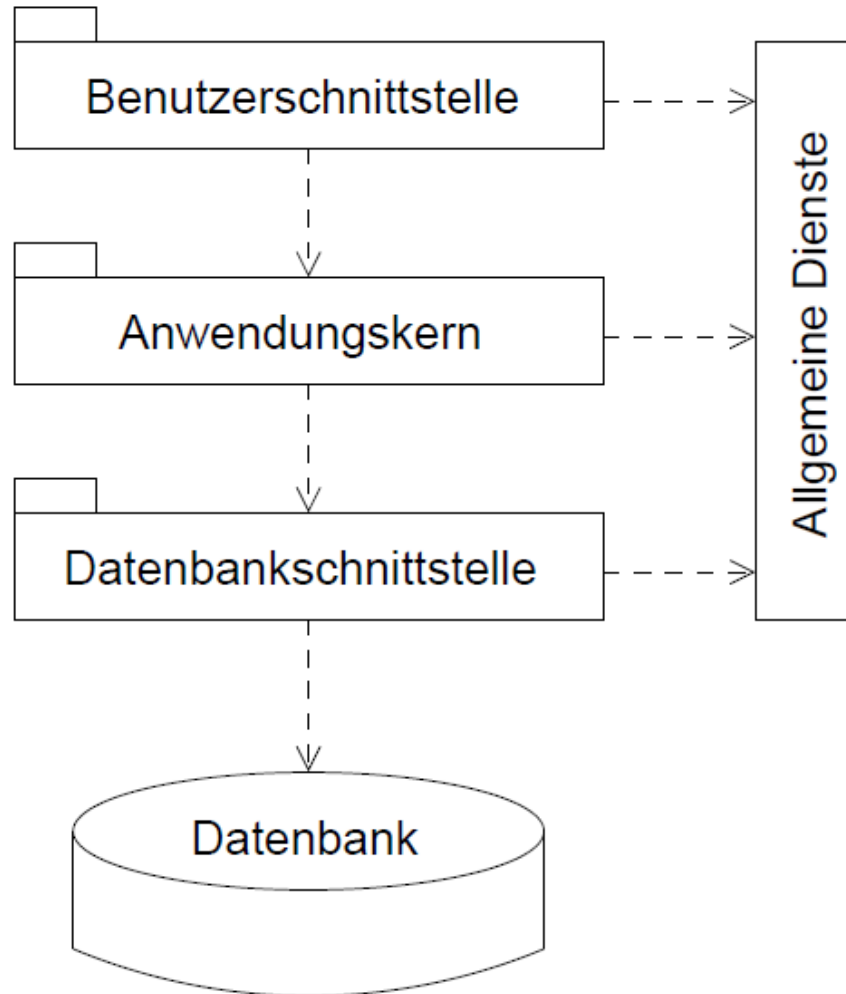 Benutzerschnittstelle
Anwendungskern
Datenbankschnittstelle
Datenbank
Allgemeine Dienste